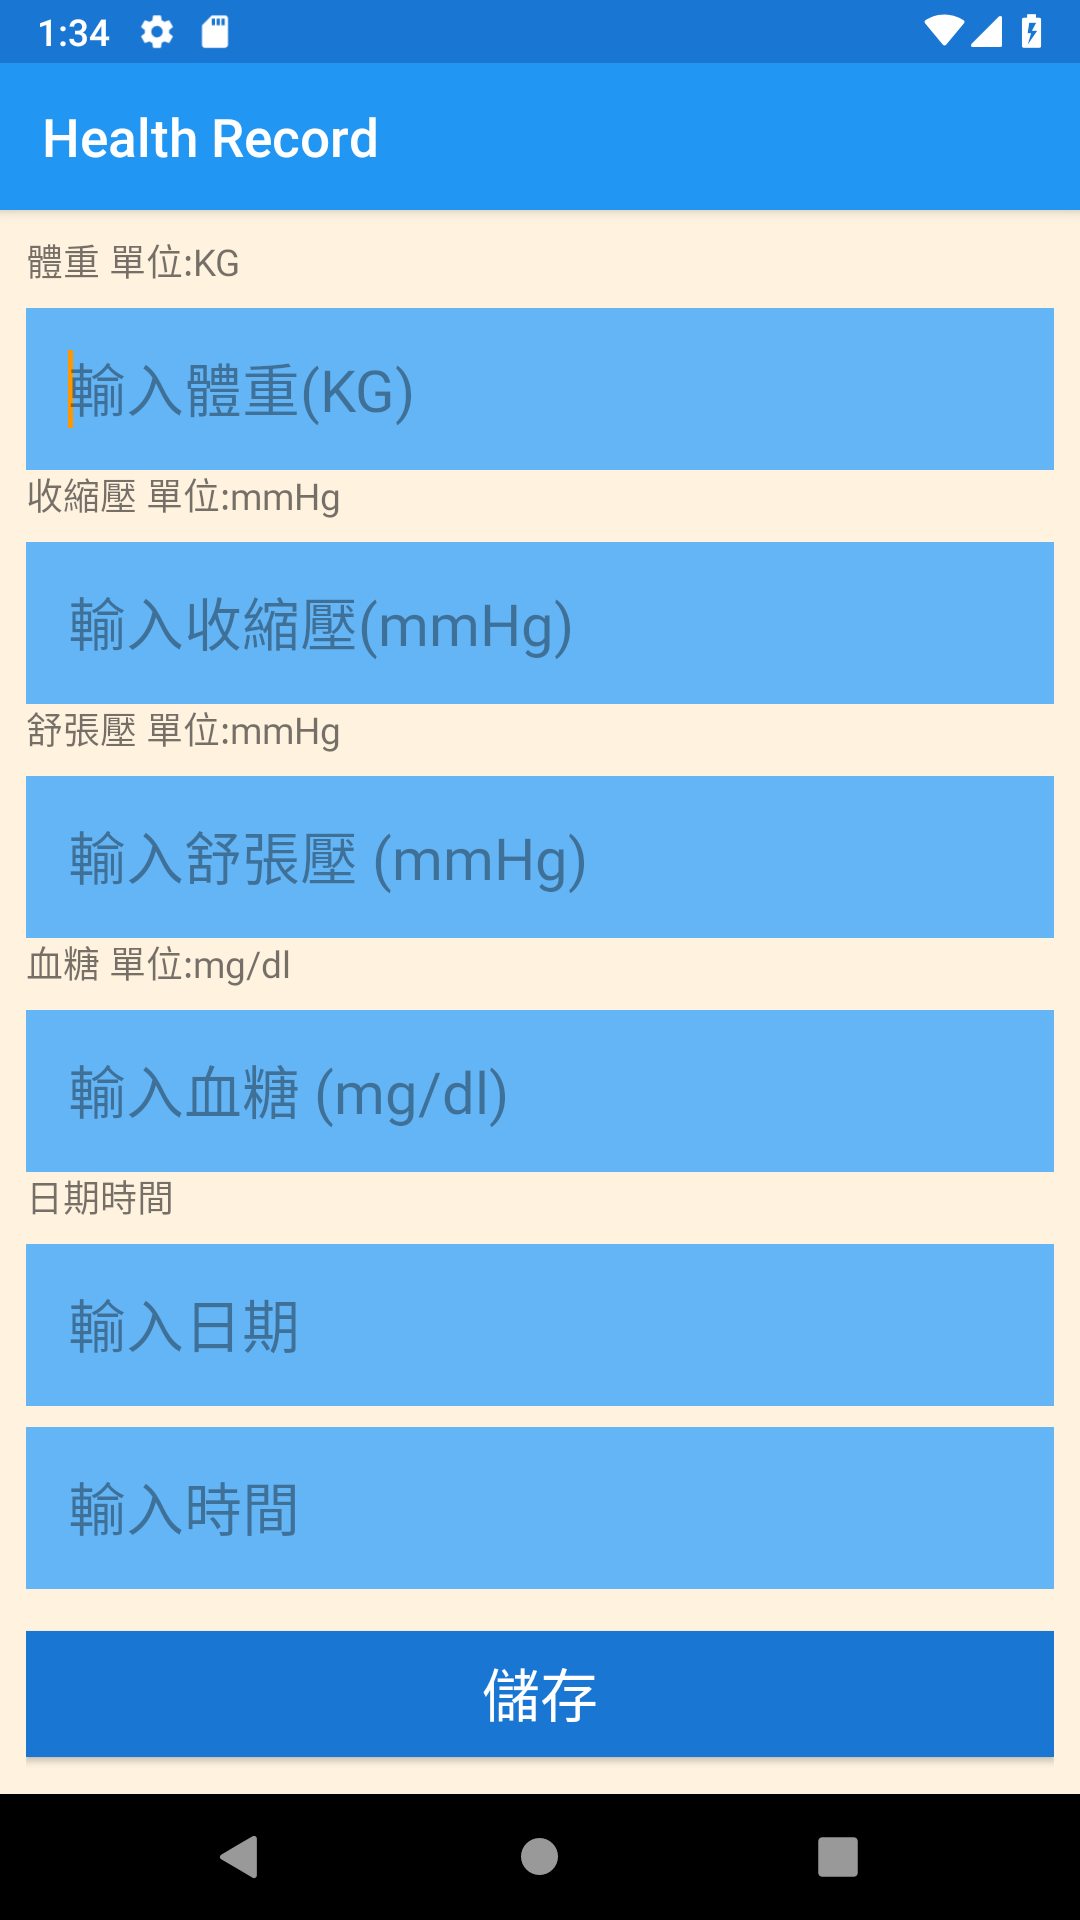 1:34
Health Record
體重 單位:KG
輸入體重(KG)
收縮壓 單位:mmHg
輸入收縮壓(mmHg)
舒張壓 單位:mmHg
輸入舒張壓 (mmHg)
血糖 單位:mg/dl
輸入血糖 (mg/dl)
日期時間
輸入日期
輸入時間
儲存